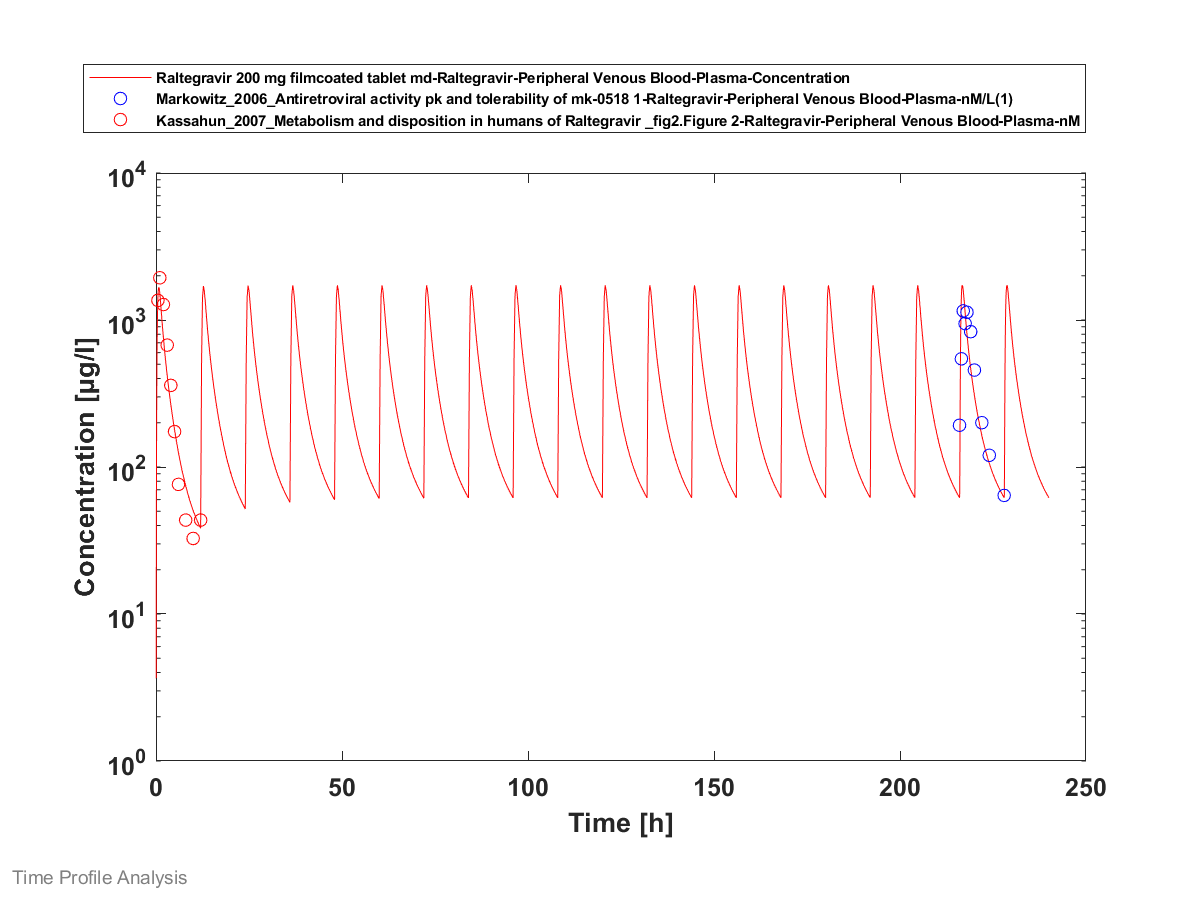 Raltegravir 200 mg filmcoated tablet md-Raltegravir-Peripheral Venous Blood-Plasma-Concentration
Markowitz_2006_Antiretroviral activity pk and tolerability of mk-0518 1-Raltegravir-Peripheral Venous Blood-Plasma-nM/L(1)
Kassahun_2007_Metabolism and disposition in humans of Raltegravir _fig2.Figure 2-Raltegravir-Peripheral Venous Blood-Plasma-nM
10^4
10^3
10^2
10^1
10^0
Concentration [µg/l]
0 50 100 150 200 250
Time [h]
Time Profile Analysis